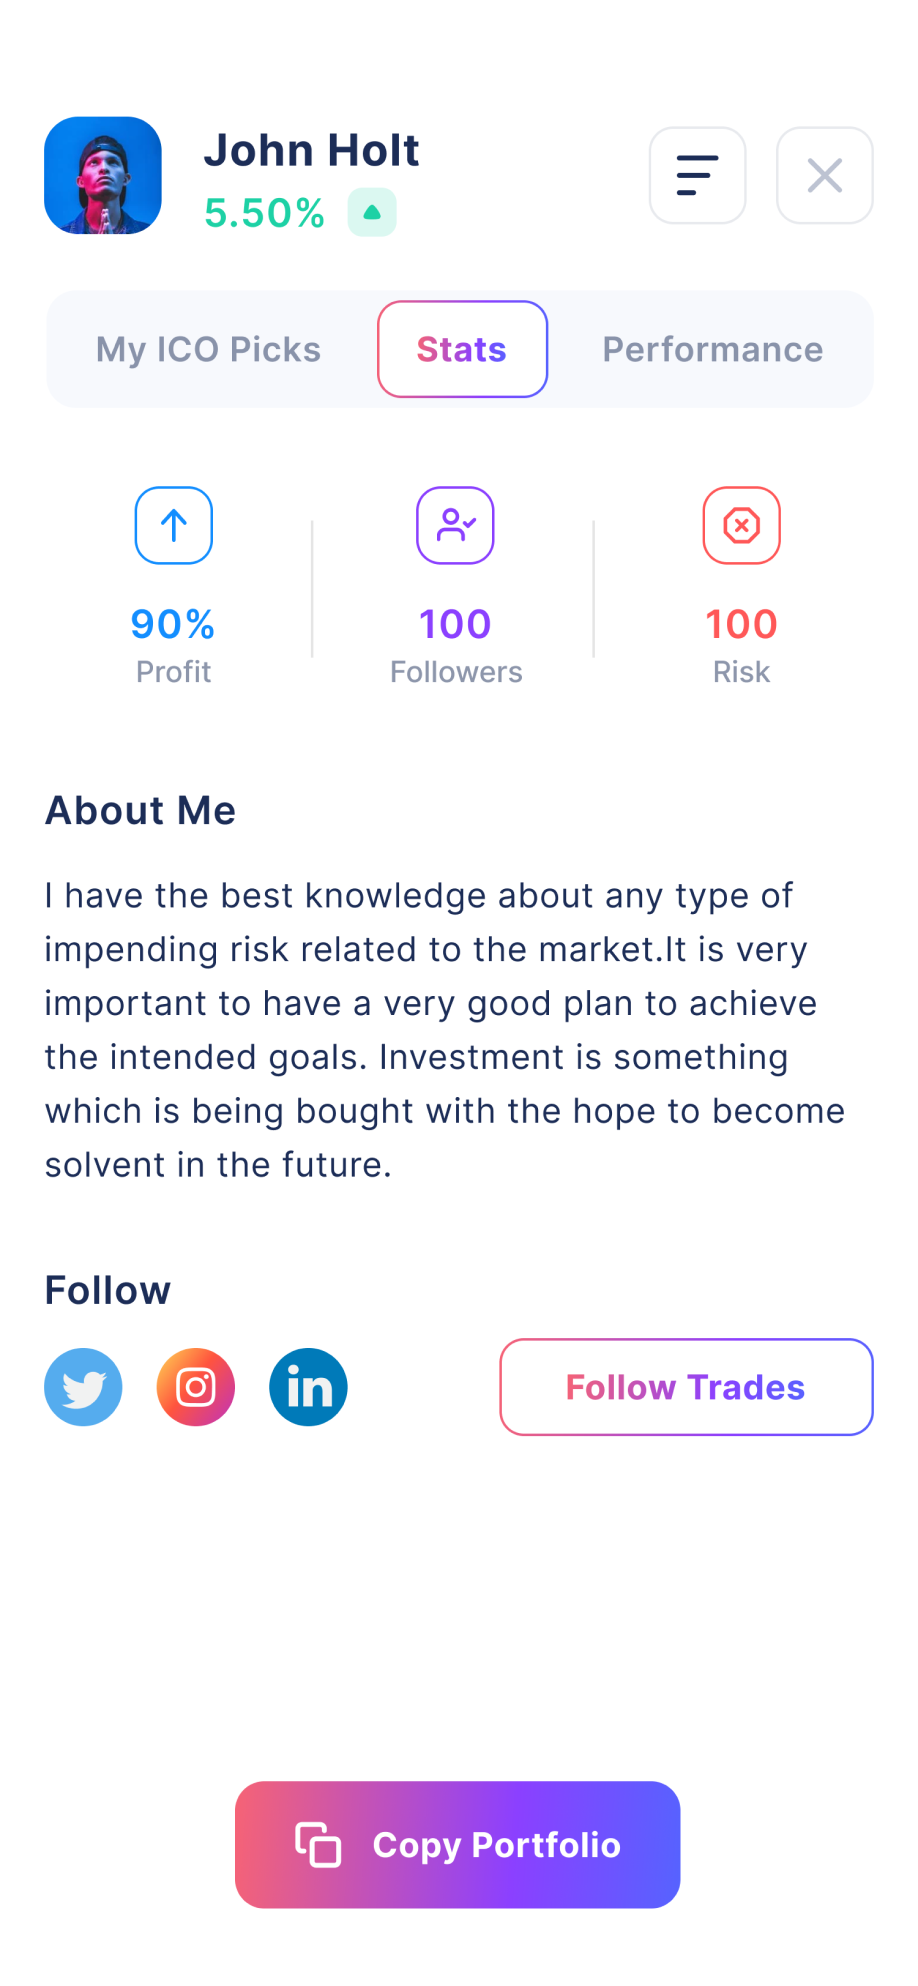 John Holt
5.50%
My ICO Picks
Stats
Performance
90%
100
100
Profit
Followers
Risk
About Me
I have the best knowledge about any type of
impending risk related to the market.It is very
important to have a very good plan to achieve
the intended goals. Investment is something
which is being bought with the hope to become
solvent in the future.
Follow
in
Follow Trades
Copy Portfolio